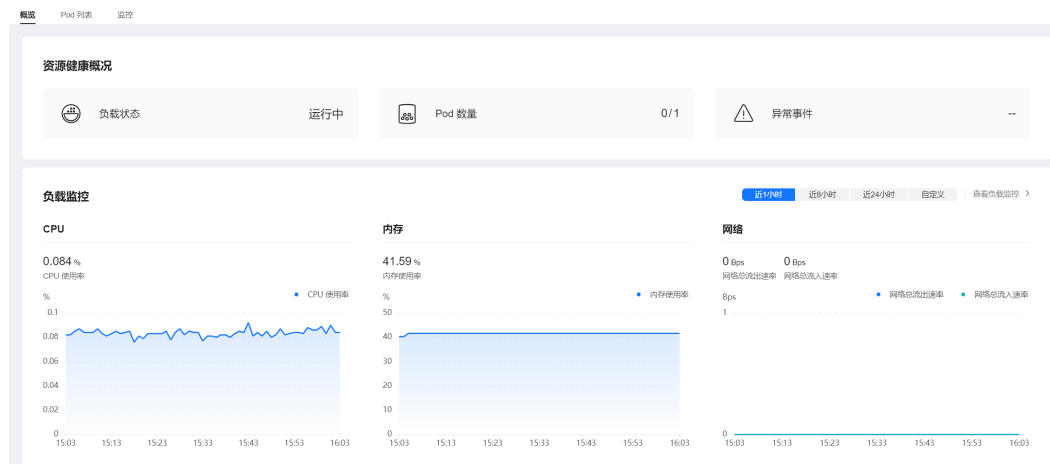 概览 Pod 列表 监控
资源健康概况
负载状态 运行中 Pod 数量 0/1 异常事件 --
负载监控 近1小时 近8小时 近24小时 自定义 查看负载监控 >
CPU 内存 网络
0.084 % 41.59 % 0 Bps 0 Bps
CPU 使用率 内存使用率 网络总流出速率 网络总流入速率
% CPU 使用率 % 内存使用率 Bps 网络总流出速率 网络总流入速率
0.1 50 1
0.08 40
0.06 30
0.04 20
0.02 10
0 0 0
15:03 15:13 15:23 15:33 15:43 15:53 16:03 15:03 15:13 15:23 15:33 15:43 15:53 16:03 15:03 15:13 15:23 15:33 15:43 15:53 16:03